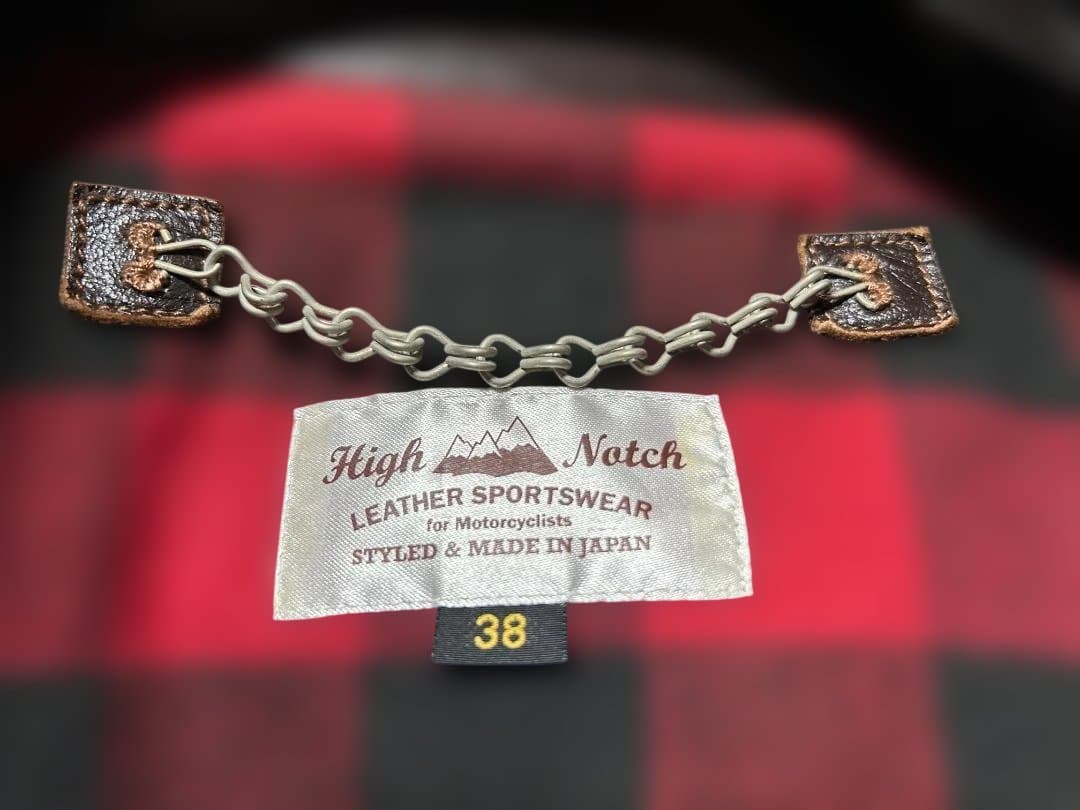 High Notch
LEATHER SPORTSWEAR
for Motorcyclists
STYLED & MADE IN JAPAN
38